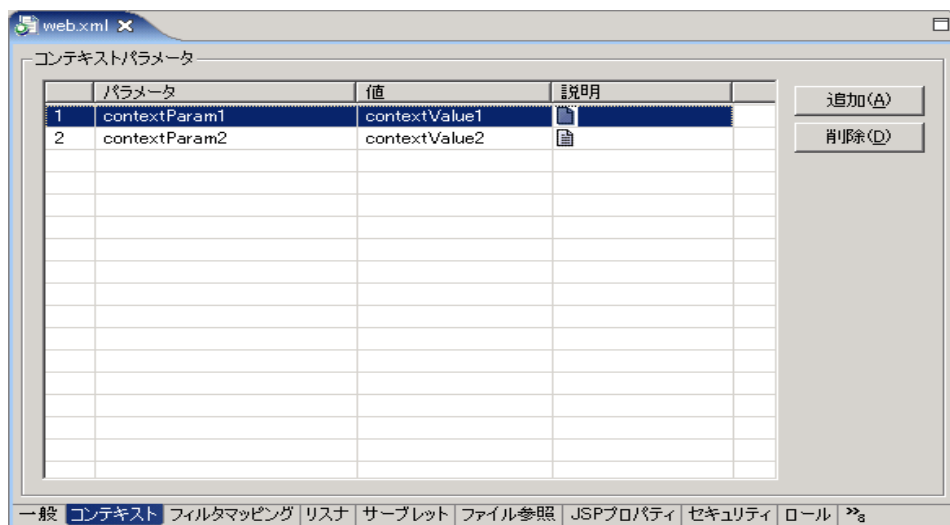 web.xml
コンテキストパラメータ
パラメータ 値 説明
1 contextParam1 contextValue1
2 contextParam2 contextValue2
追加(A)
削除(D)
一般 コンテキスト フィルタマッピング リスナ サーブレット ファイル参照 JSPプロパティ セキュリティ ロール »8